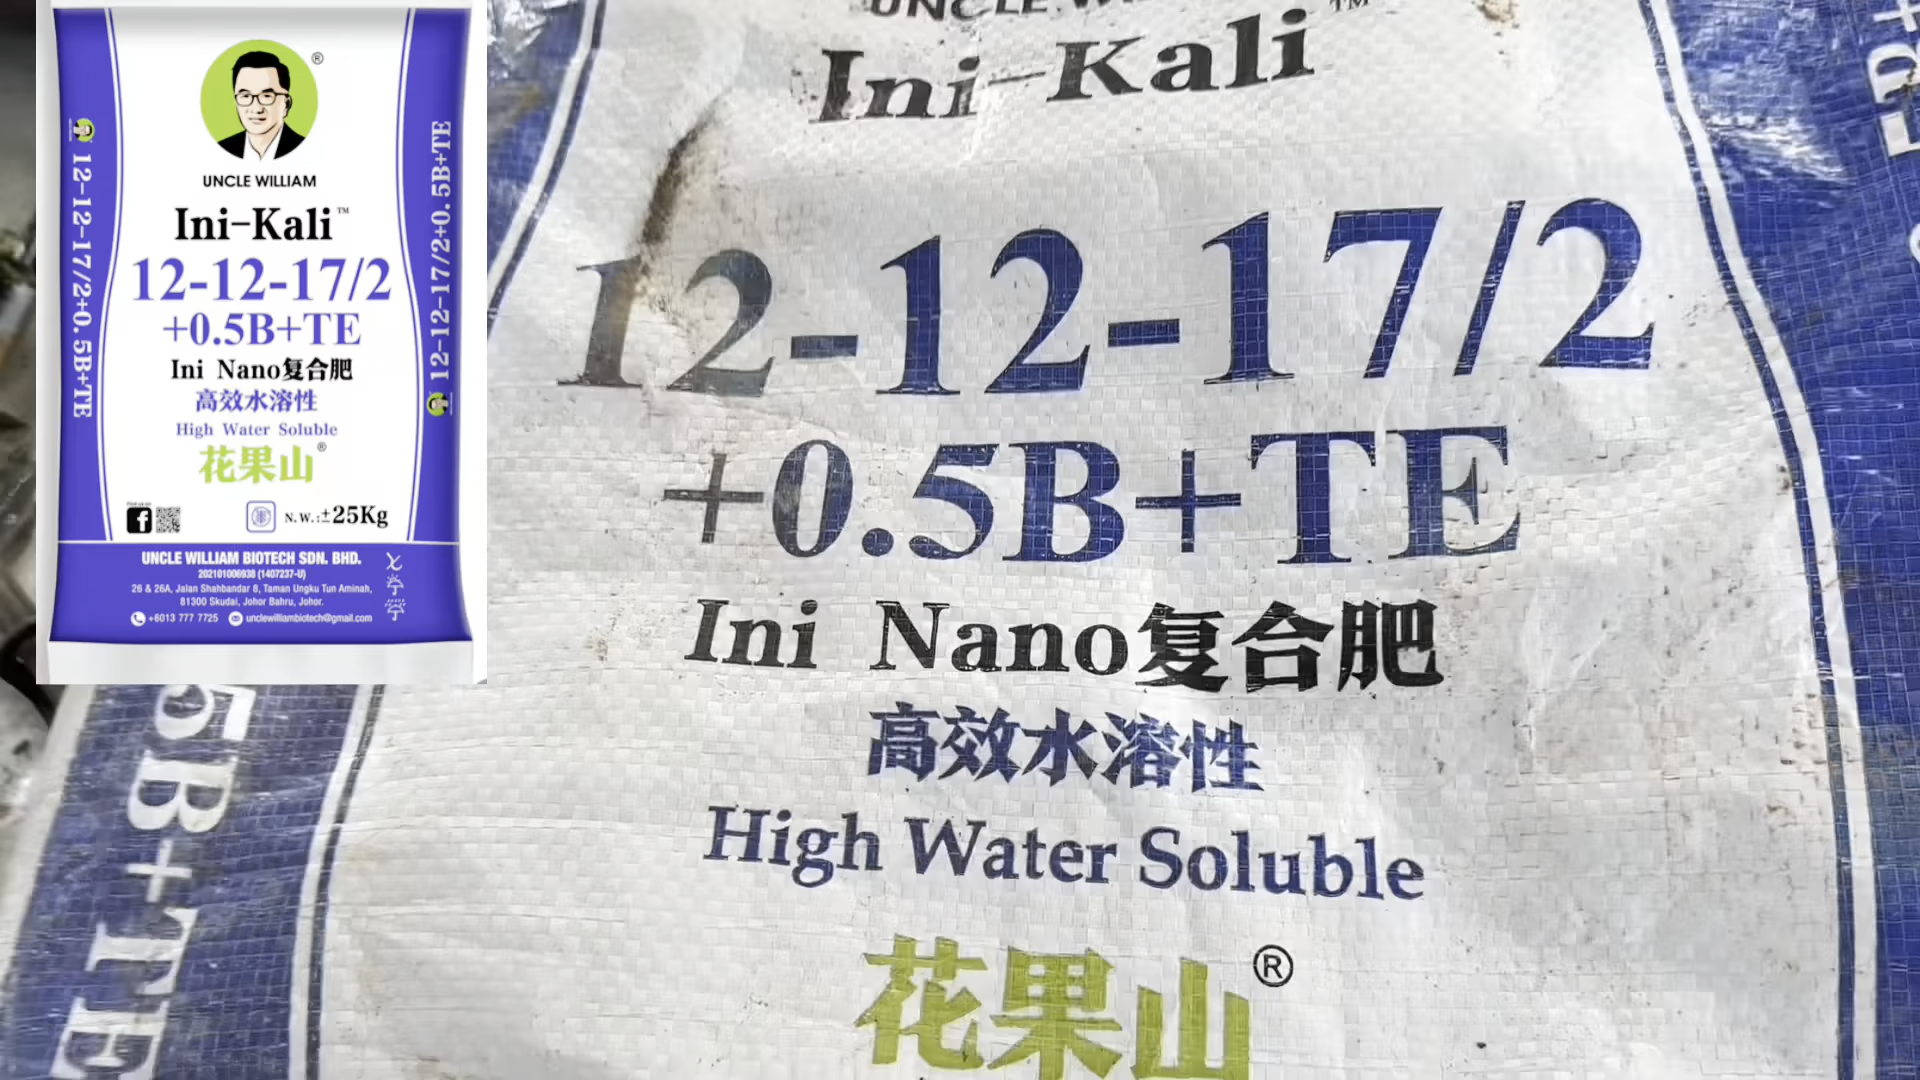 ®
UNCLE WILLIAM
Ini-Kali™
12-12-17/2
+0.5B+TE
Ini Nano复合肥
高效水溶性
High Water Soluble
花果山®
N.W.:±25Kg
UNCLE WILLIAM BIOTECH SDN. BHD.
202101006938 (1407237-U)
26 & 26A, Jalan Shahbandar 8, Taman Ungku Tun Aminah,
81300 Skudai, Johor Bahru, Johor.
+6013 777 7725 unclewilliambiotech@gmail.com
12-12-17/2+0.5B+TE
12-12-17/2+0.5B+TE
Ini-Kali™
12-12-17/2
+0.5B+TE
Ini Nano复合肥
高效水溶性
High Water Soluble
花果山®
5B+TE